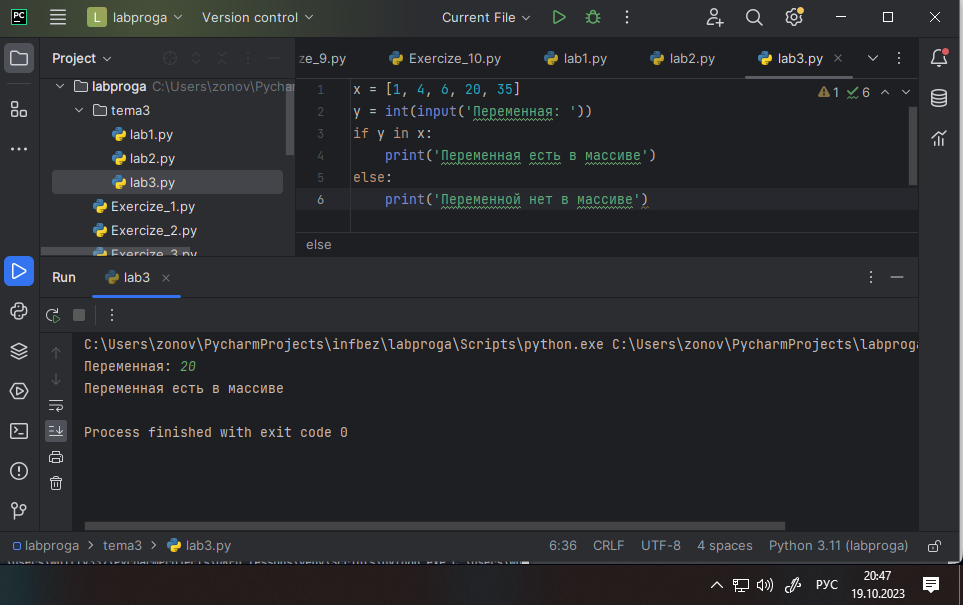 PC L labproga Version control Current File
Project
ze_9.py Exercize_10.py lab1.py lab2.py lab3.py
labproga C:\Users\zonov\Pychar
tema3
lab1.py
lab2.py
lab3.py
Exercize_1.py
Exercize_2.py
Exercize_3.py
1 x = [1, 4, 6, 20, 35]
2 y = int(input('Переменная: '))
3 if y in x:
4 print('Переменная есть в массиве')
5 else:
6 print('Переменной нет в массиве')
1 6
else
Run lab3
C:\Users\zonov\PycharmProjects\infbez\labproga\Scripts\python.exe C:\Users\zonov\PycharmProjects\labproga
Переменная: 20
Переменная есть в массиве
Process finished with exit code 0
labproga > tema3 > lab3.py 6:36 CRLF UTF-8 4 spaces Python 3.11 (labproga)
РУС
20:47
19.10.2023